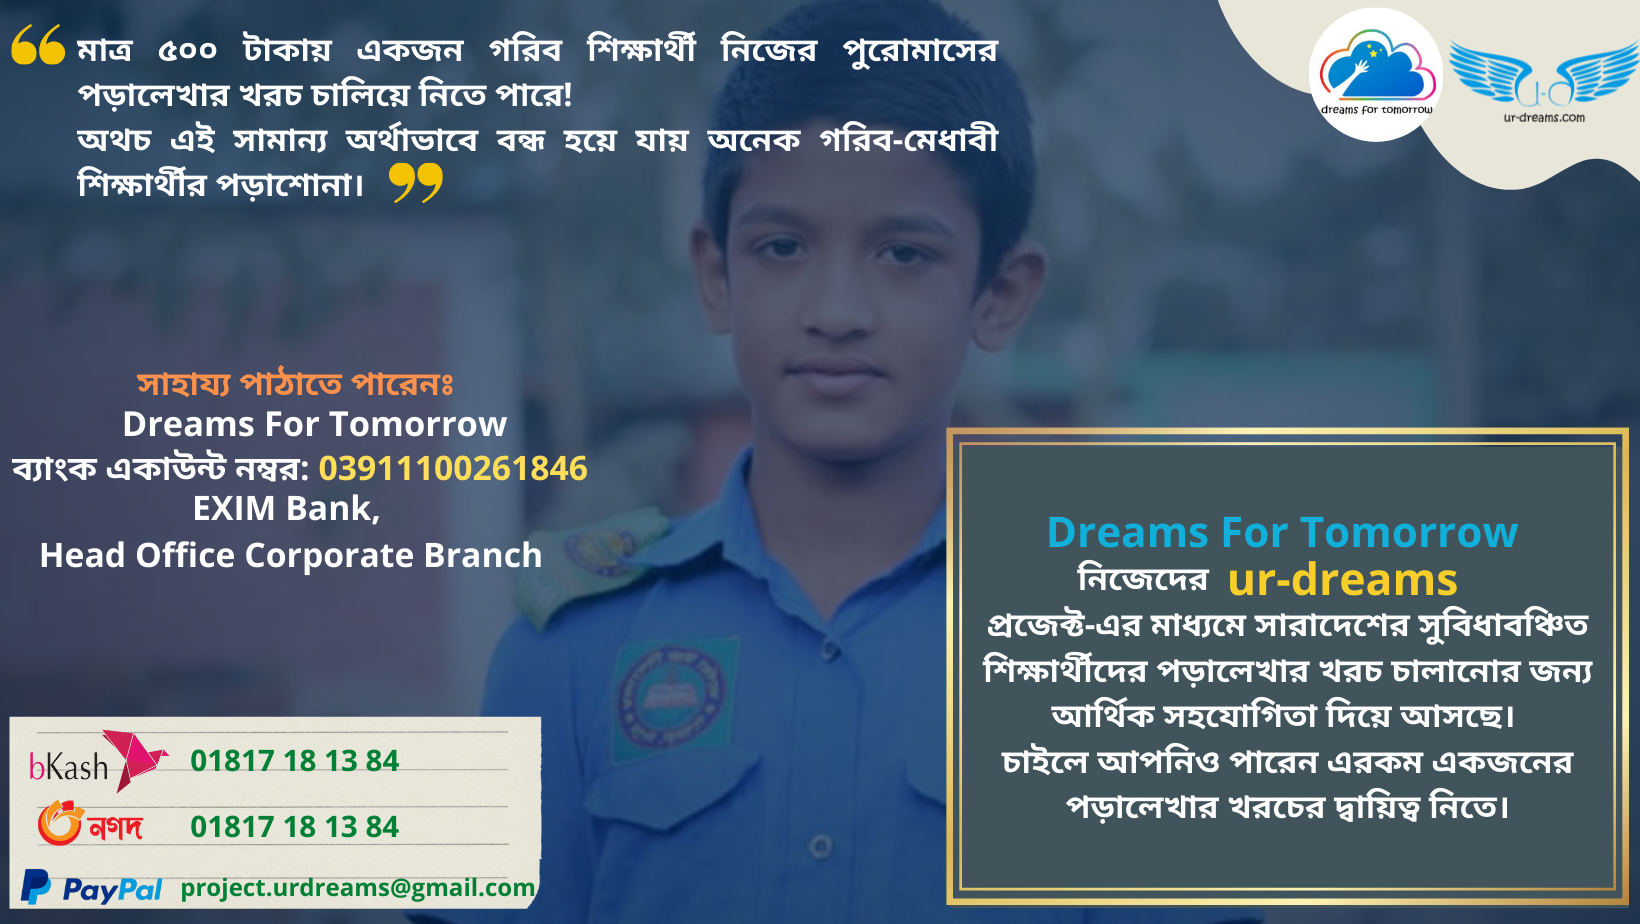 মাত্র ৫০০ টাকায় একজন গরিব শিক্ষার্থী নিজের পুরোমাসের
পড়ালেখার খরচ চালিয়ে নিতে পারে!
অথচ এই সামান্য অর্থাভাবে বন্ধ হয়ে যায় অনেক গরিব-মেধাবী
শিক্ষার্থীর পড়াশোনা।
dreams for tomorrow
u-d
ur-dreams.com
সাহায্য পাঠাতে পারেনঃ
Dreams For Tomorrow
ব্যাংক একাউন্ট নম্বর: 03911100261846
EXIM Bank,
Head Office Corporate Branch
bKash 01817 18 13 84
নগদ 01817 18 13 84
PayPal project.urdreams@gmail.com
Dreams For Tomorrow
নিজেদের ur-dreams
প্রজেক্ট-এর মাধ্যমে সারাদেশের সুবিধাবঞ্চিত
শিক্ষার্থীদের পড়ালেখার খরচ চালানোর জন্য
আর্থিক সহযোগিতা দিয়ে আসছে।
চাইলে আপনিও পারেন এরকম একজনের
পড়ালেখার খরচের দ্বায়িত্ব নিতে।